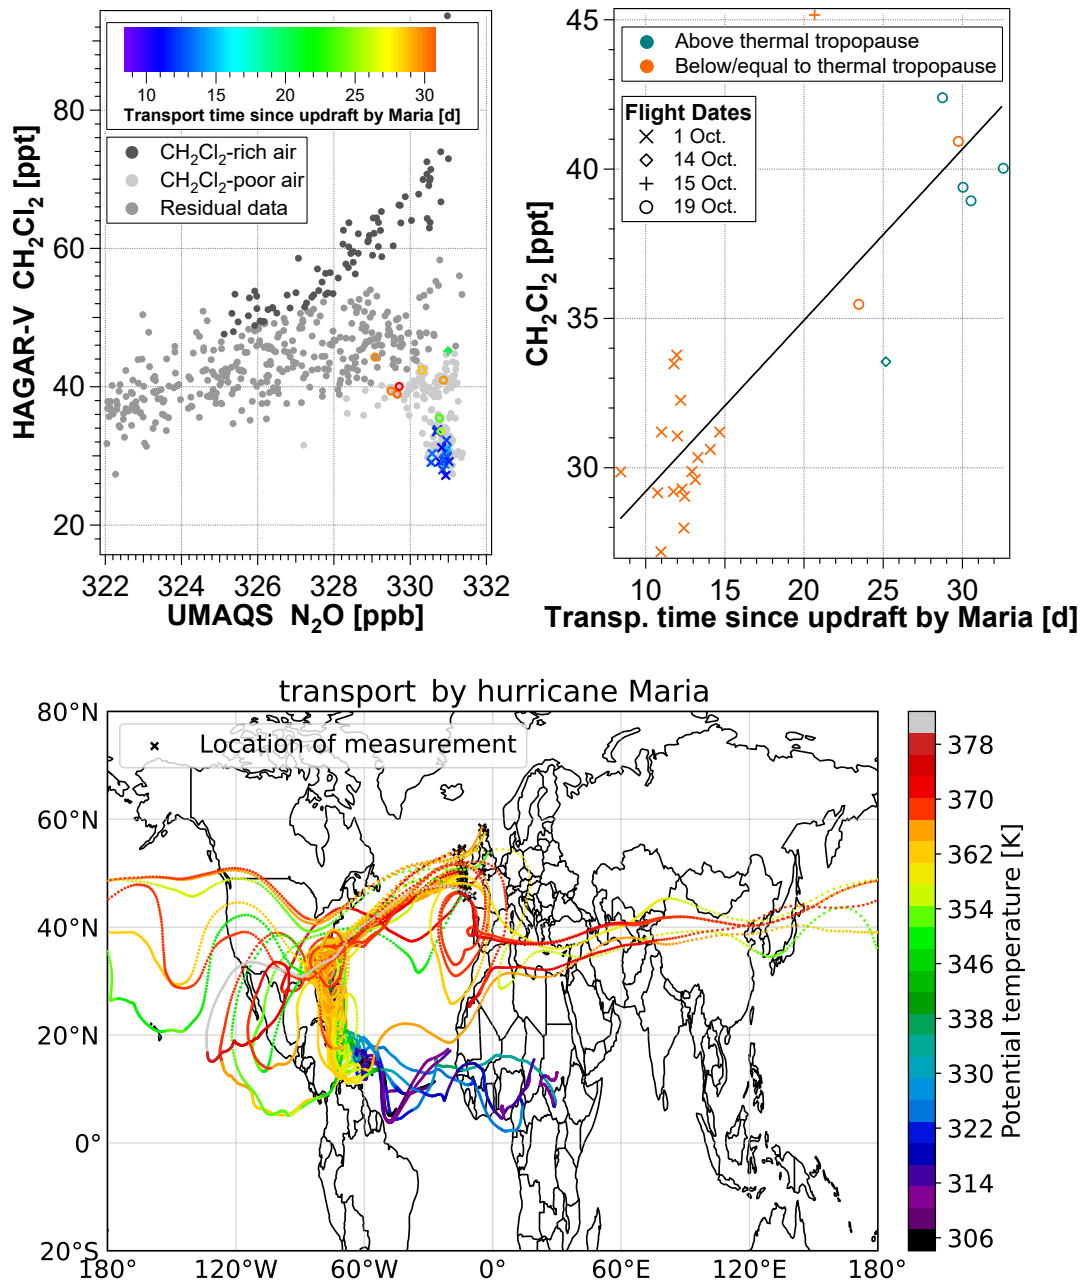 HAGAR-V CH2Cl2 [ppt]
80
60
40
20
10 15 20 25 30
Transport time since updraft by Maria [d]
CH2Cl2-rich air
CH2Cl2-poor air
Residual data
322 324 326 328 330 332
UMAQS N2O [ppb]
CH2Cl2 [ppt]
45
40
35
30
Above thermal tropopause
Below/equal to thermal tropopause
Flight Dates
1 Oct.
14 Oct.
15 Oct.
19 Oct.
10 15 20 25 30
Transp. time since updraft by Maria [d]
transport by hurricane Maria
Location of measurement
80°N
60°N
40°N
20°N
0°
20°S
180° 120°W 60°W 0° 60°E 120°E 180°
378
370
362
354
346
338
330
322
314
306
Potential temperature [K]